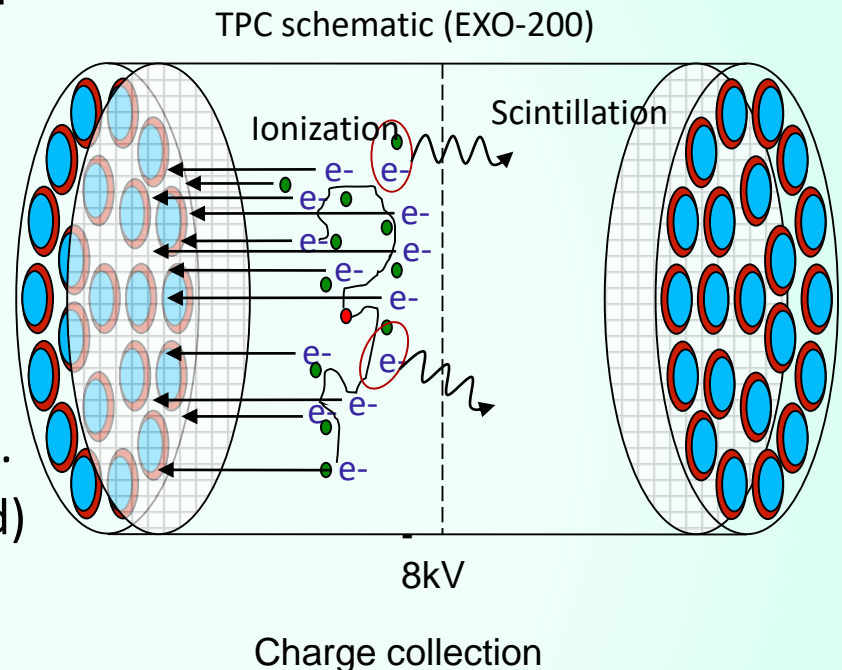 TPC schematic (EXO-200)
Scintillation
Ionization
e- e-
e-
e-
e-
e-
e-
e-
e-
e-
e-
e-
.
e-
d)
-
8kV
Charge collection